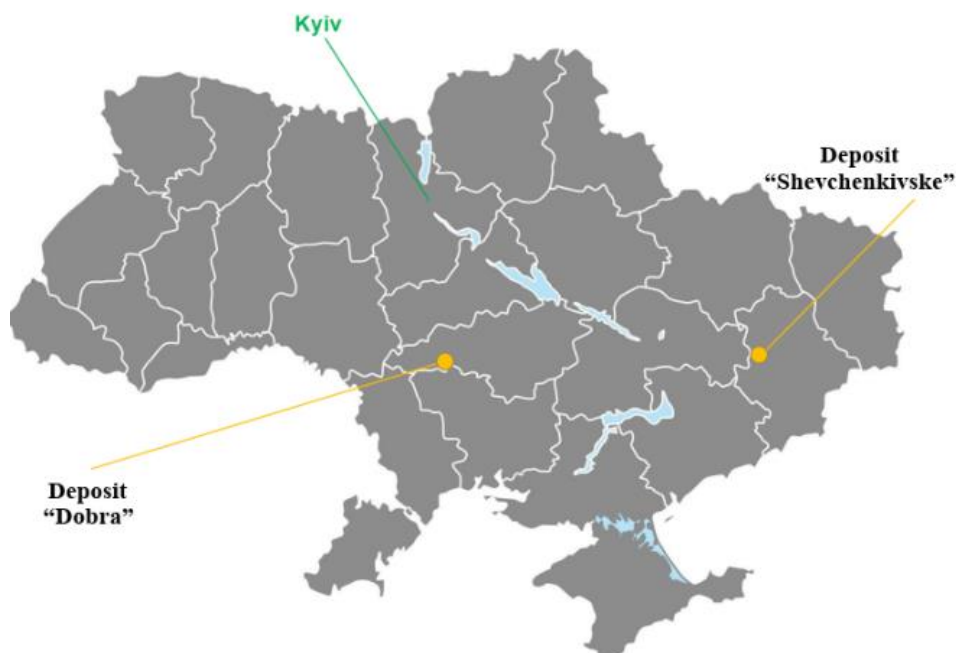 Kyiv
Deposit
“Shevchenkivske”
Deposit
“Dobra”